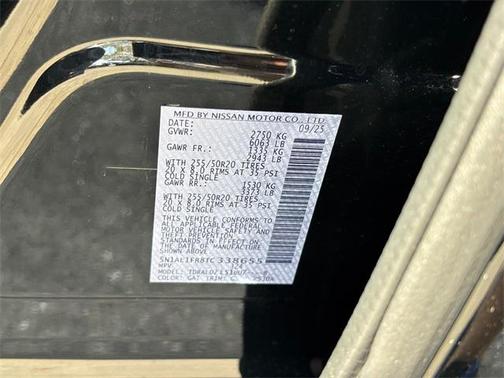 MFD BY NISSAN MOTOR CO., LTD
DATE: 09/25
GVWR: 2750 KG
6063 LB
GAWR FR.: 1335 KG
2943 LB
WITH 255/50R20 TIRES
20 X 8.0 RIMS AT 35 PSI
COLD SINGLE
GAWR RR.: 1530 KG
3373 LB
WITH 255/50R20 TIRES
20 X 8.0 RIMS AT 35 PSI
COLD SINGLE
THIS VEHICLE CONFORMS TO
ALL APPLICABLE FEDERAL
MOTOR VEHICLE SAFETY
STANDARDS IN EFFECT ON
THE DATE OF MANUFACTURE
SHOWN ABOVE
5N1AL1FR8TC338655
MPV
MODEL:
COLOR: TRIM: